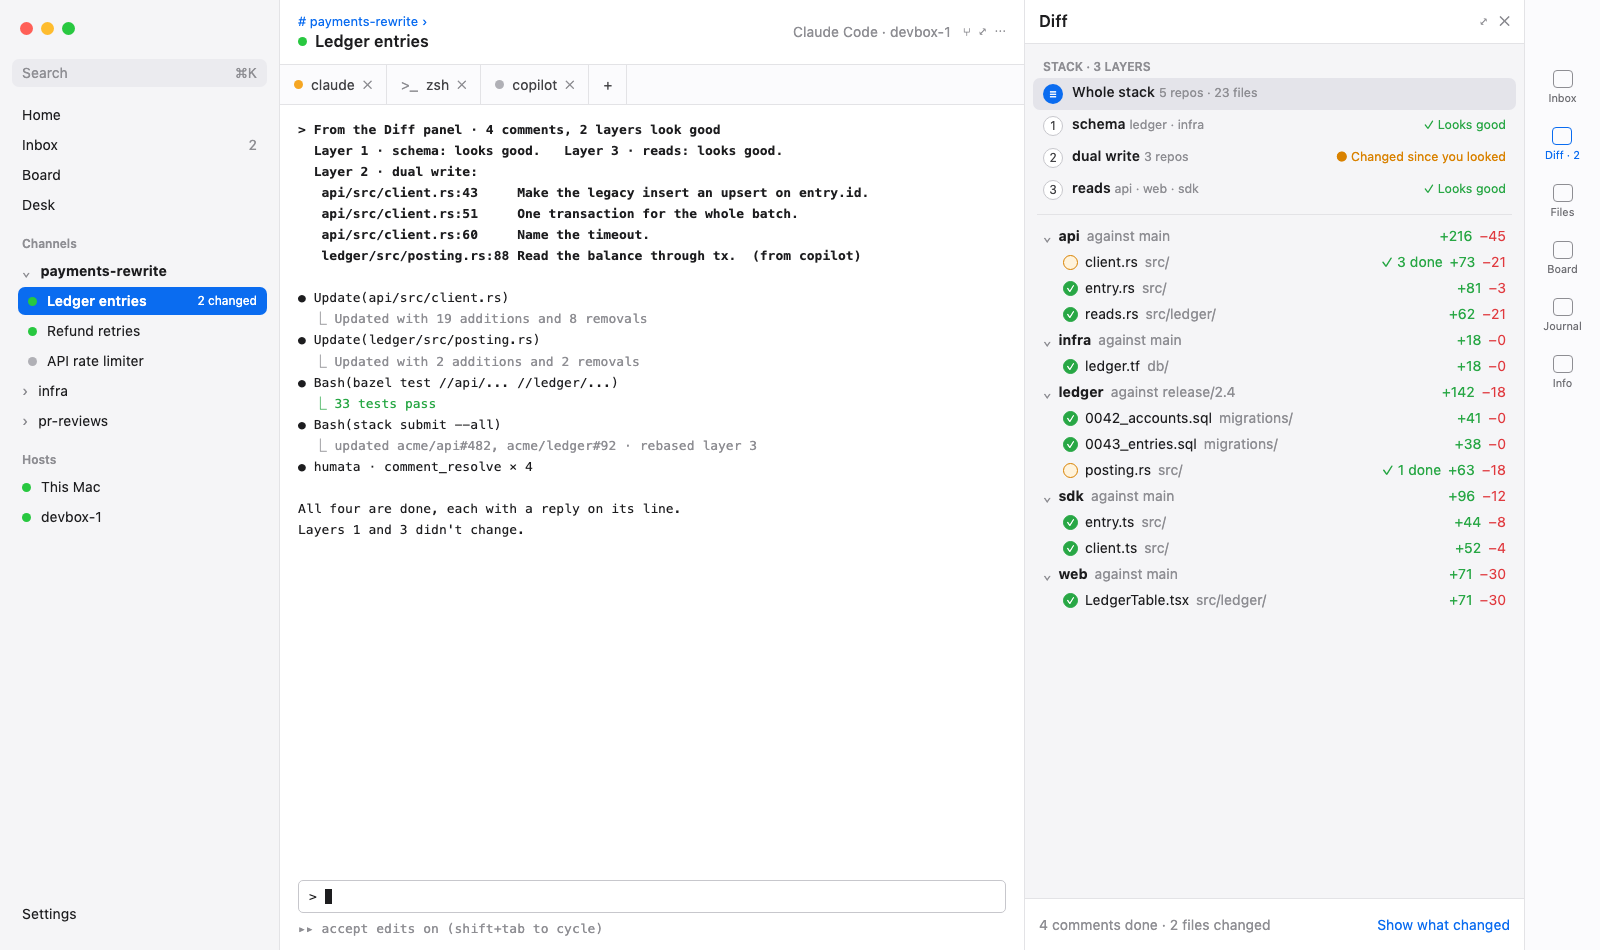 Search ⌘K
Home
Inbox 2
Board
Desk
Channels
payments-rewrite
Ledger entries 2 changed
Refund retries
API rate limiter
infra
pr-reviews
Hosts
This Mac
devbox-1
Settings
# payments-rewrite ›
Ledger entries
Claude Code · devbox-1 ···
claude
>_ zsh
copilot
+
> From the Diff panel · 4 comments, 2 layers look good
Layer 1 · schema: looks good. Layer 3 · reads: looks good.
Layer 2 · dual write:
api/src/client.rs:43 Make the legacy insert an upsert on entry.id.
api/src/client.rs:51 One transaction for the whole batch.
api/src/client.rs:60 Name the timeout.
ledger/src/posting.rs:88 Read the balance through tx. (from copilot)
● Update(api/src/client.rs)
⎿ Updated with 19 additions and 8 removals
● Update(ledger/src/posting.rs)
⎿ Updated with 2 additions and 2 removals
● Bash(bazel test //api/... //ledger/...)
⎿ 33 tests pass
● Bash(stack submit --all)
⎿ updated acme/api#482, acme/ledger#92 · rebased layer 3
● humata · comment_resolve × 4
All four are done, each with a reply on its line.
Layers 1 and 3 didn't change.
>
▸▸ accept edits on (shift+tab to cycle)
Diff
STACK · 3 LAYERS
Whole stack 5 repos · 23 files
1 schema ledger · infra ✓ Looks good
2 dual write 3 repos Changed since you looked
3 reads api · web · sdk ✓ Looks good
api against main +216 −45
client.rs src/ ✓ 3 done +73 −21
entry.rs src/ +81 −3
reads.rs src/ledger/ +62 −21
infra against main +18 −0
ledger.tf db/ +18 −0
ledger against release/2.4 +142 −18
0042_accounts.sql migrations/ +41 −0
0043_entries.sql migrations/ +38 −0
posting.rs src/ ✓ 1 done +63 −18
sdk against main +96 −12
entry.ts src/ +44 −8
client.ts src/ +52 −4
web against main +71 −30
LedgerTable.tsx src/ledger/ +71 −30
4 comments done · 2 files changed Show what changed
Inbox
Diff · 2
Files
Board
Journal
Info